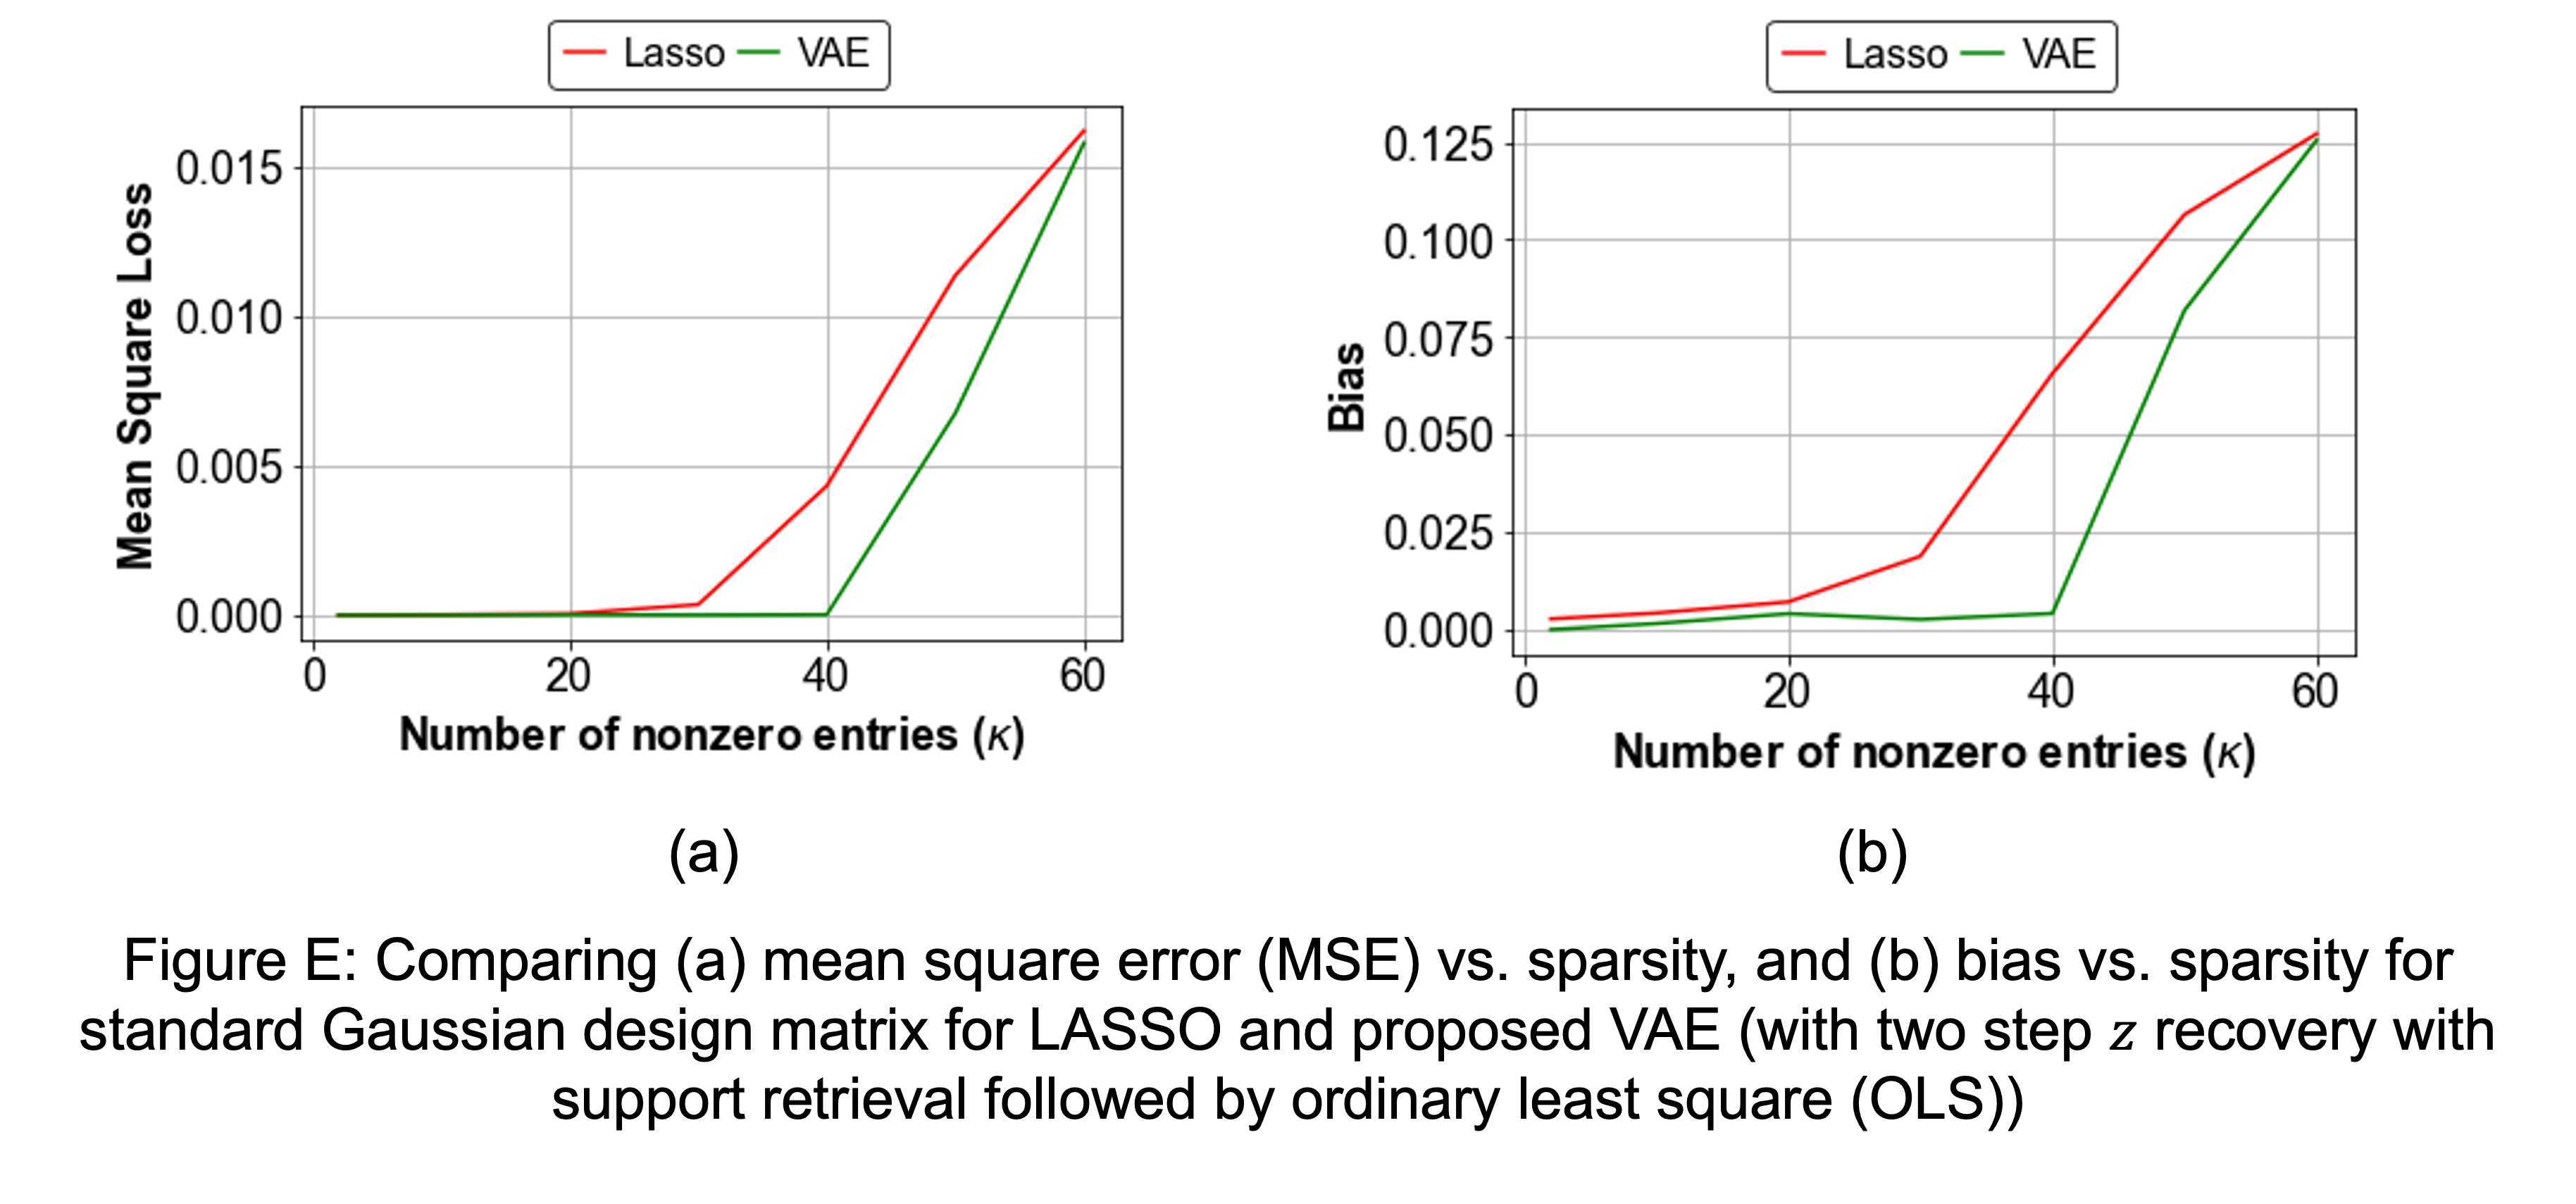 Lasso VAE
Mean Square Loss
0.015
0.010
0.005
0.000
0 20 40 60
Number of nonzero entries (κ)
(a)
Lasso VAE
Bias
0.125
0.100
0.075
0.050
0.025
0.000
0 20 40 60
Number of nonzero entries (κ)
(b)
Figure E: Comparing (a) mean square error (MSE) vs. sparsity, and (b) bias vs. sparsity for
standard Gaussian design matrix for LASSO and proposed VAE (with two step z recovery with
support retrieval followed by ordinary least square (OLS))